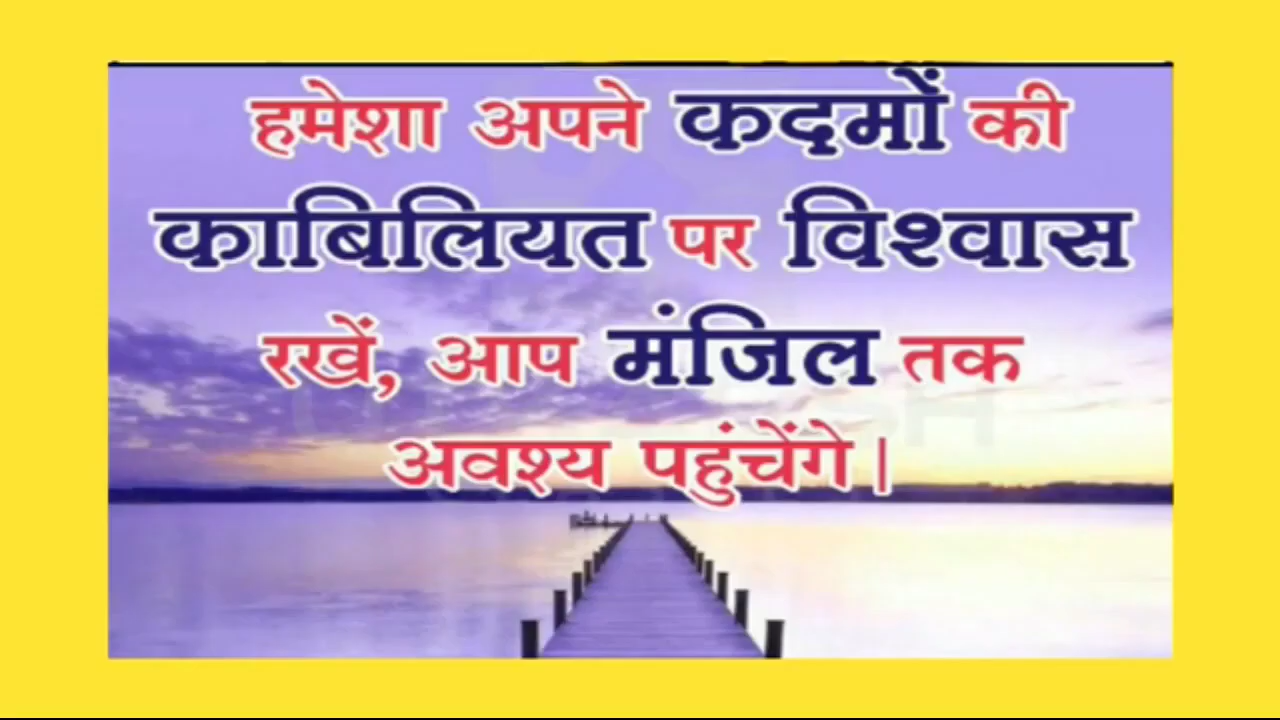 हमेशा अपने कदमों की
काबिलियत पर विश्वास
रखें, आप मंजिल तक
अवश्य पहुंचेंगे।